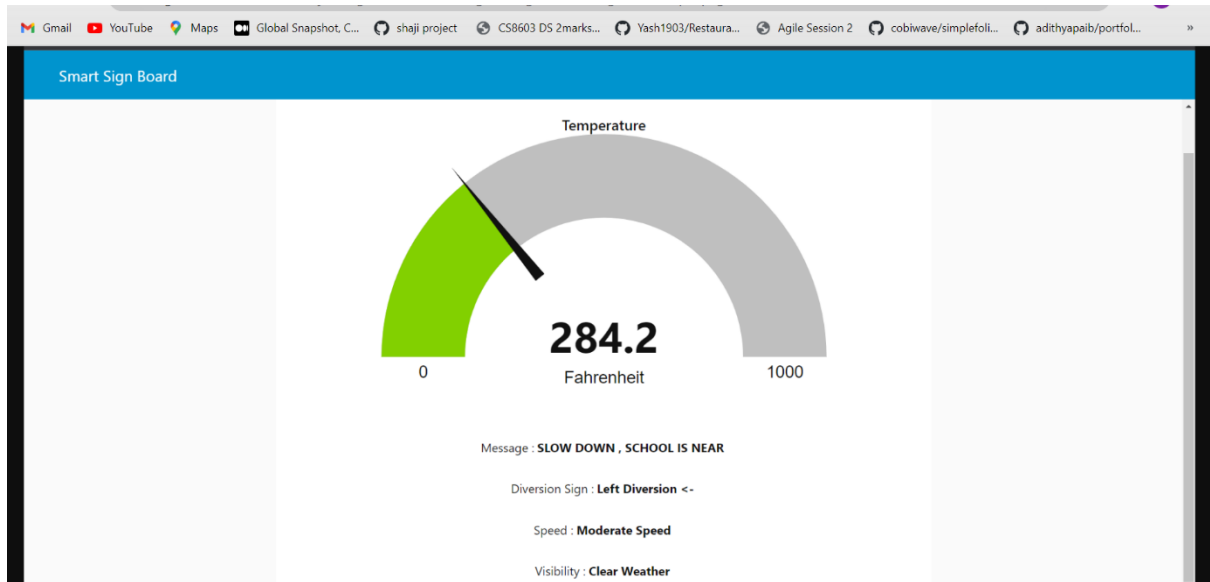 Gmail YouTube Maps Global Snapshot, C... shaji project CS8603 DS 2marks... Yash1903/Restaura... Agile Session 2 cobiwave/simplefoli... adithyapaib/portfol... »
Smart Sign Board
Temperature
284.2
0 Fahrenheit 1000
Message : SLOW DOWN , SCHOOL IS NEAR
Diversion Sign : Left Diversion <-
Speed : Moderate Speed
Visibility : Clear Weather